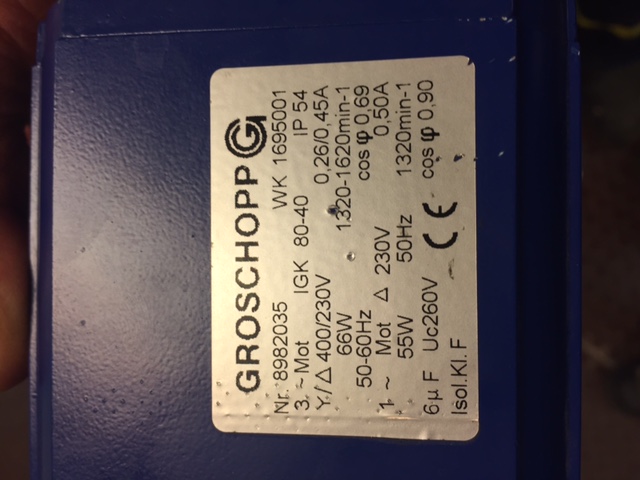 GROSCHOPP G
Nr. 8982035 WK 1695001
3. ~ Mot IGK 80-40 IP 54
Y/Δ 400/230V 0,26/0,45A
66W 1320-1620min-1
50-60Hz cos φ 0,69
1 ~ Mot Δ 230V 0,50A
55W 50Hz 1320min-1
6µF Uc260V CE cos φ 0,90
Isol.Kl. F